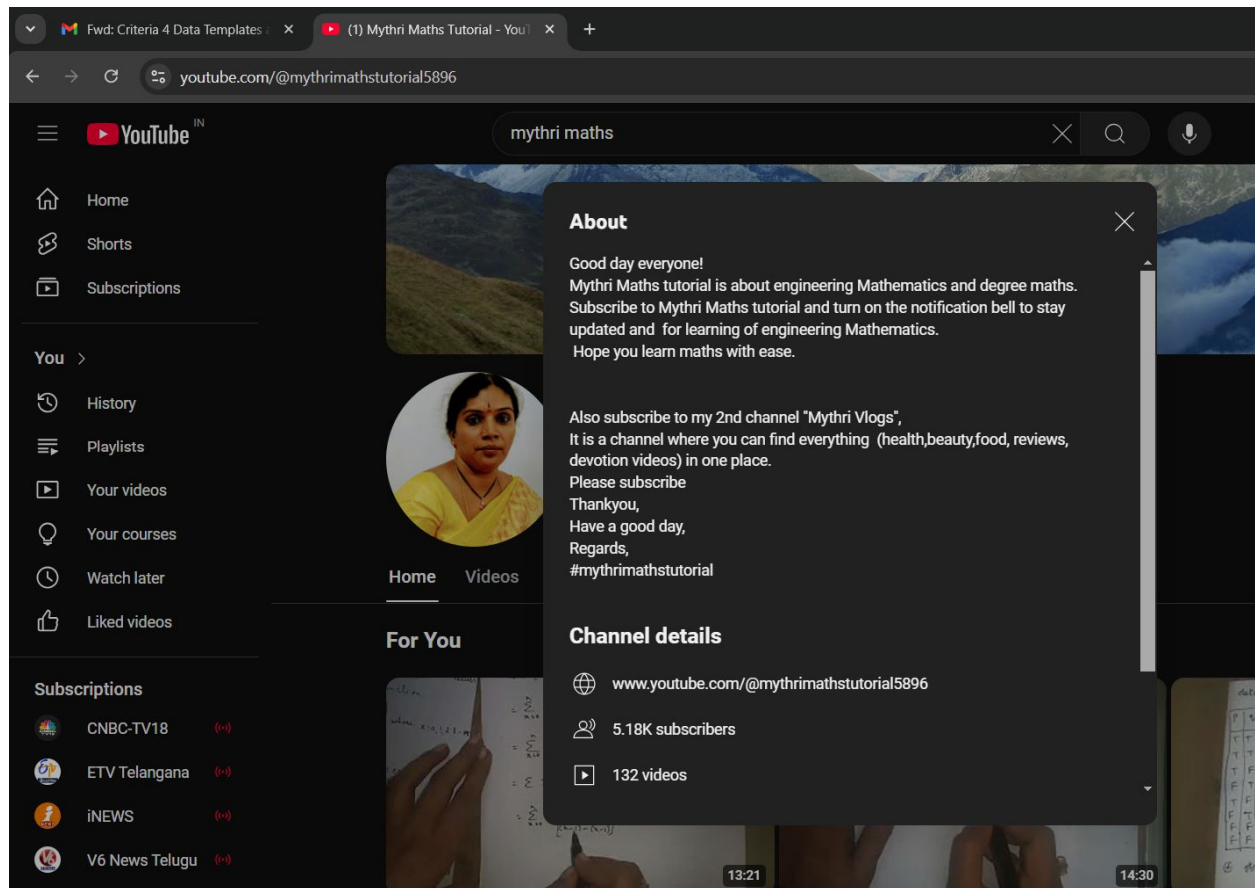 Fwd: Criteria 4 Data Templates
(1) Mythri Maths Tutorial - YouT
youtube.com/@mythrimathstutorial5896
YouTube IN
mythri maths
Home
Shorts
Subscriptions
You
History
Playlists
Your videos
Your courses
Watch later
Liked videos
Subscriptions
CNBC-TV18
ETV Telangana
iNEWS
V6 News Telugu
About
Good day everyone!
Mythri Maths tutorial is about engineering Mathematics and degree maths.
Subscribe to Mythri Maths tutorial and turn on the notification bell to stay
updated and for learning of engineering Mathematics.
Hope you learn maths with ease.
Also subscribe to my 2nd channel "Mythri Vlogs",
It is a channel where you can find everything (health,beauty,food, reviews,
devotion videos) in one place.
Please subscribe
Thankyou,
Have a good day,
Regards,
#mythrimathstutorial
Home Videos
For You
Channel details
www.youtube.com/@mythrimathstutorial5896
5.18K subscribers
132 videos
13:21
14:30